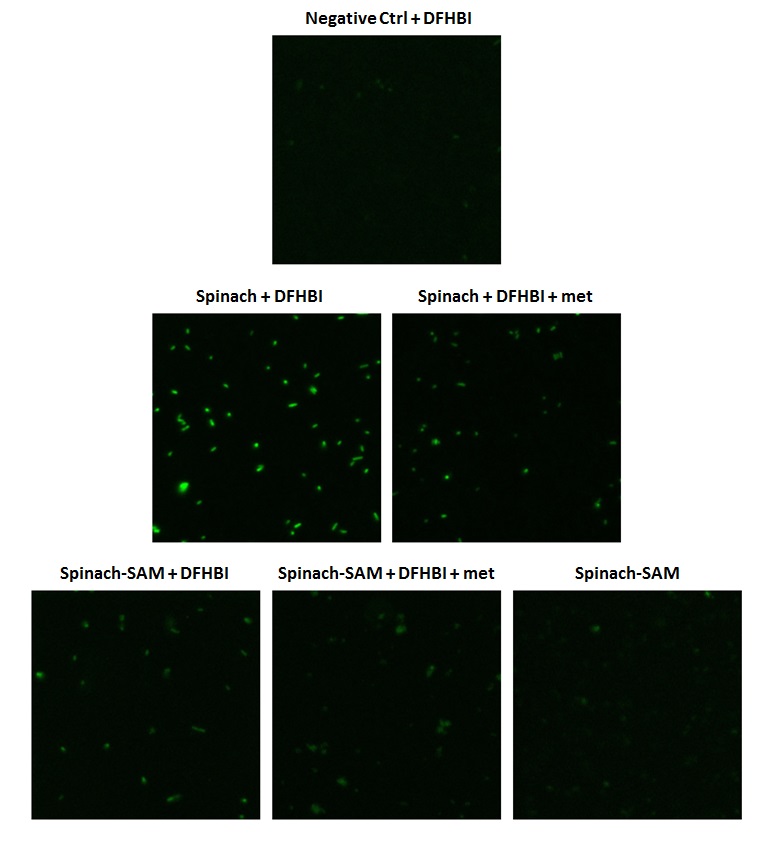 Negative Ctrl + DFHBI
Spinach + DFHBI
Spinach + DFHBI + met
Spinach-SAM + DFHBI
Spinach-SAM + DFHBI + met
Spinach-SAM